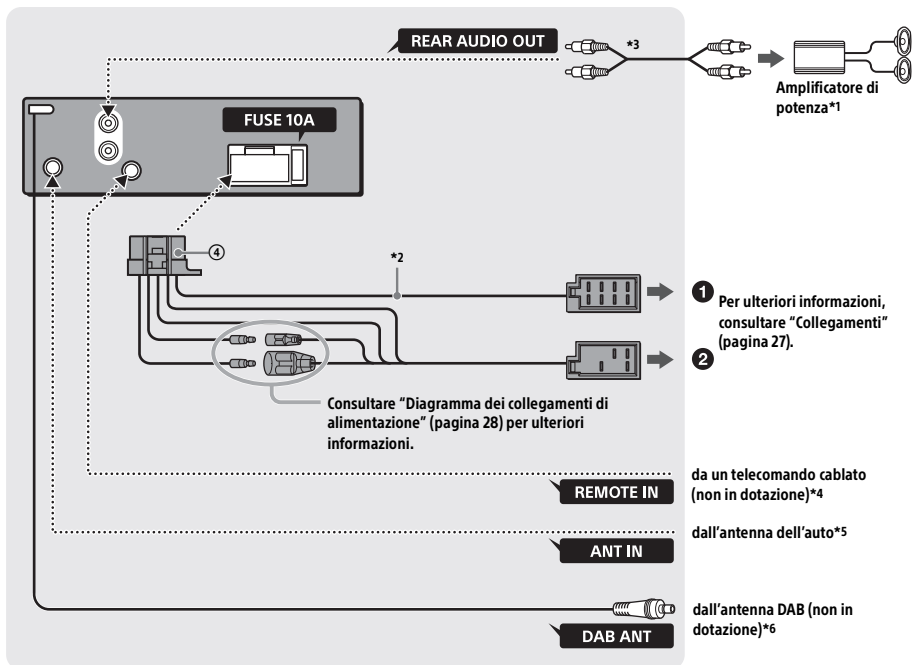 REAR AUDIO OUT
*3
Amplificatore di
potenza*1
FUSE 10A
④
*2
❶
Per ulteriori informazioni,
consultare “Collegamenti”
(pagina 27).
❷
Consultare “Diagramma dei collegamenti di
alimentazione” (pagina 28) per ulteriori
informazioni.
da un telecomando cablato
(non in dotazione)*4
REMOTE IN
dall’antenna dell’auto*5
ANT IN
dall’antenna DAB (non in
dotazione)*6
DAB ANT